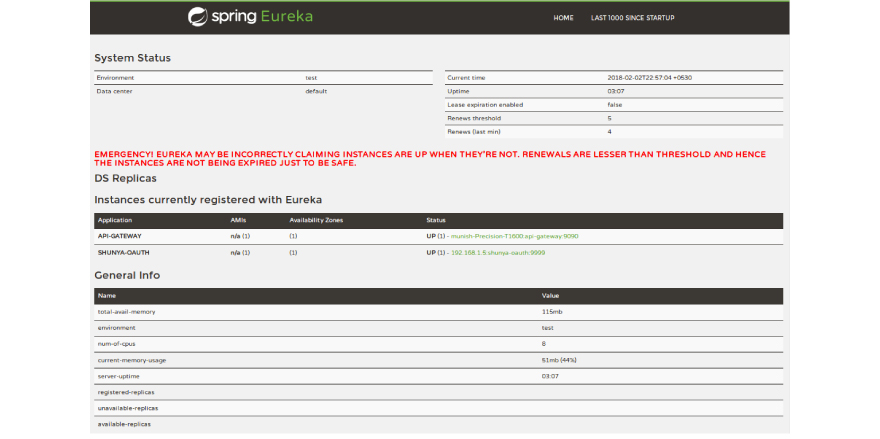 spring Eureka
HOME LAST 1000 SINCE STARTUP
System Status
Environment test
Data center default
Current time 2018-02-02T22:57:04 +0530
Uptime 03:07
Lease expiration enabled false
Renews threshold 5
Renews (last min) 4
EMERGENCY! EUREKA MAY BE INCORRECTLY CLAIMING INSTANCES ARE UP WHEN THEY'RE NOT. RENEWALS ARE LESSER THAN THRESHOLD AND HENCE
THE INSTANCES ARE NOT BEING EXPIRED JUST TO BE SAFE.
DS Replicas
Instances currently registered with Eureka
Application AMIs Availability Zones Status
API-GATEWAY n/a (1) (1) UP (1) - munish-Precision-T1600:api-gateway:9090
SHUNYA-OAUTH n/a (1) (1) UP (1) - 192.168.1.5:shunya-oauth:9999
General Info
Name Value
total-avail-memory 115mb
environment test
num-of-cpus 8
current-memory-usage 51mb (44%)
server-uptime 03:07
registered-replicas
unavailable-replicas
available-replicas